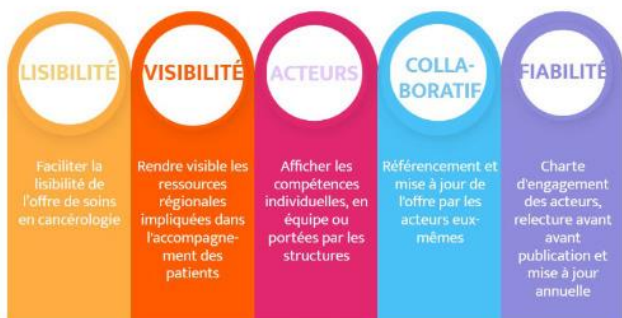 LISIBILITÉ
Faciliter la
lisibilité de
l'offre de soins
en cancérologie
VISIBILITÉ
Rendre visible les
ressources
régionales
impliquées dans
l'accompagne-
ment des
patients
ACTEURS
Afficher les
compétences
individuelles, en
équipe ou
portées par les
structures
COLLA-
BORATIF
Référencement et
mise à jour de
l'offre par les
acteurs eux-
mêmes
FIABILITÉ
Charte
d'engagement
des acteurs,
relecture avant
avant
publication et
mise à jour
annuelle